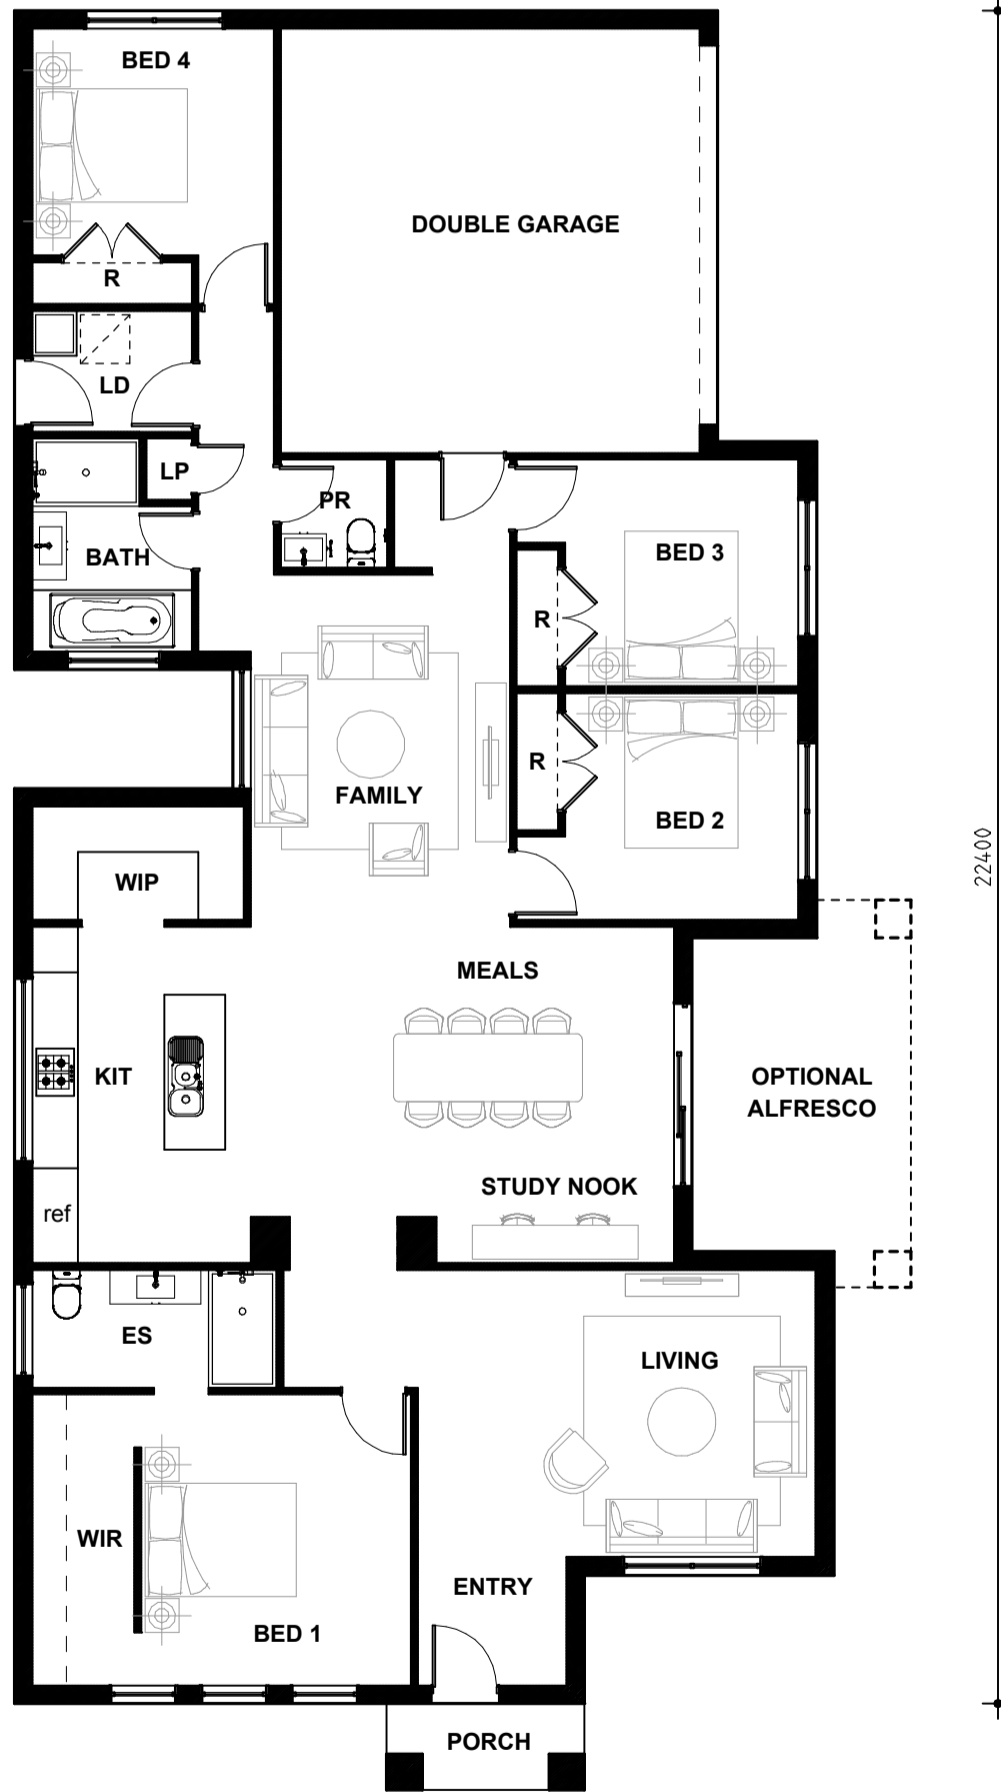 BED 4
DOUBLE GARAGE
R
LD
LP
PR
BATH
BED 3
R
R
FAMILY
BED 2
WIP
22400
MEALS
KIT
OPTIONAL
ALFRESCO
STUDY NOOK
ref
ES
LIVING
WIR
ENTRY
BED 1
PORCH